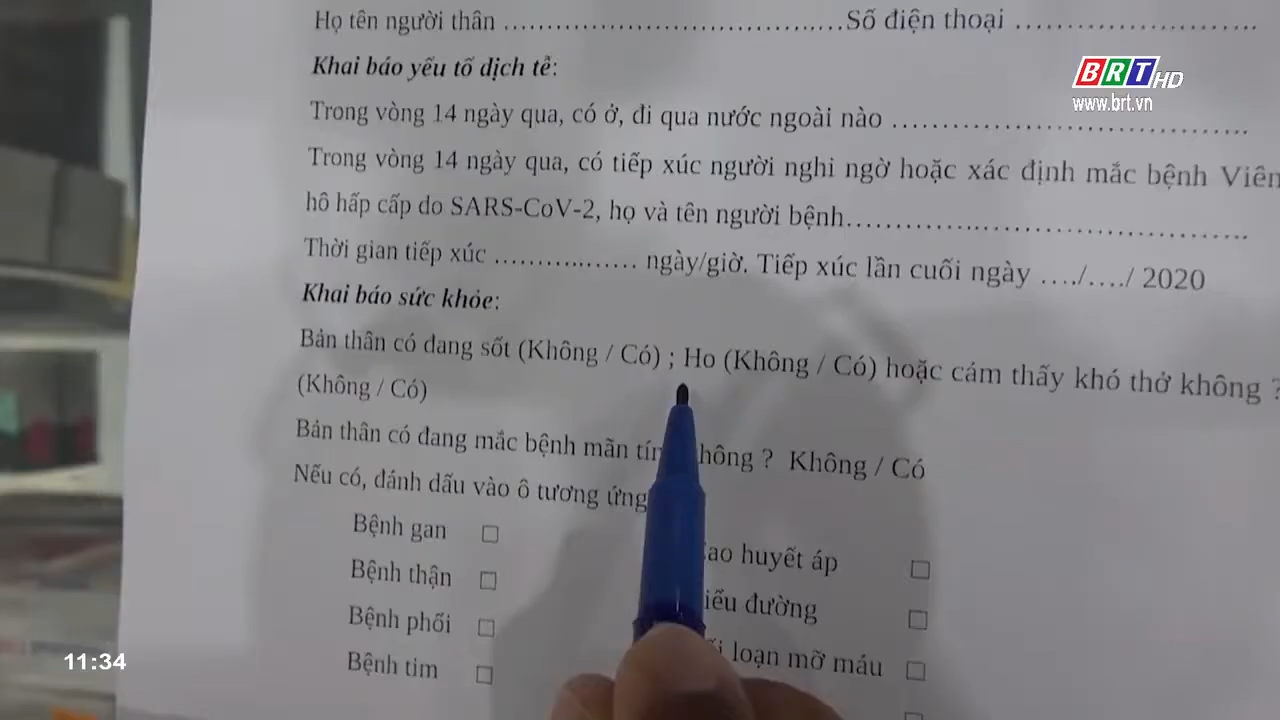 Họ tên người thân ……………………………..…Số điện thoại …………………….
BRT HD
www.brt.vn
Khai báo yếu tố dịch tễ:
Trong vòng 14 ngày qua, có ở, đi qua nước ngoài nào ……………………………….
Trong vòng 14 ngày qua, có tiếp xúc người nghi ngờ hoặc xác định mắc bệnh Viêm
hô hấp cấp do SARS-CoV-2, họ và tên người bệnh…………..……………………….
Thời gian tiếp xúc ………..…… ngày/giờ. Tiếp xúc lần cuối ngày …./…./ 2020
Khai báo sức khỏe:
Bản thân có đang sốt (Không / Có) ; Ho (Không / Có) hoặc cảm thấy khó thở không ?
(Không / Có)
Bản thân có đang mắc bệnh mãn ? Không / Có
Nếu có, đánh dấu vào ô tương ứng
Bệnh gan □
Cao huyết áp □
Bệnh thận □
Tiểu đường □
Bệnh phổi □
loạn mỡ máu □
Bệnh tim □
11:34